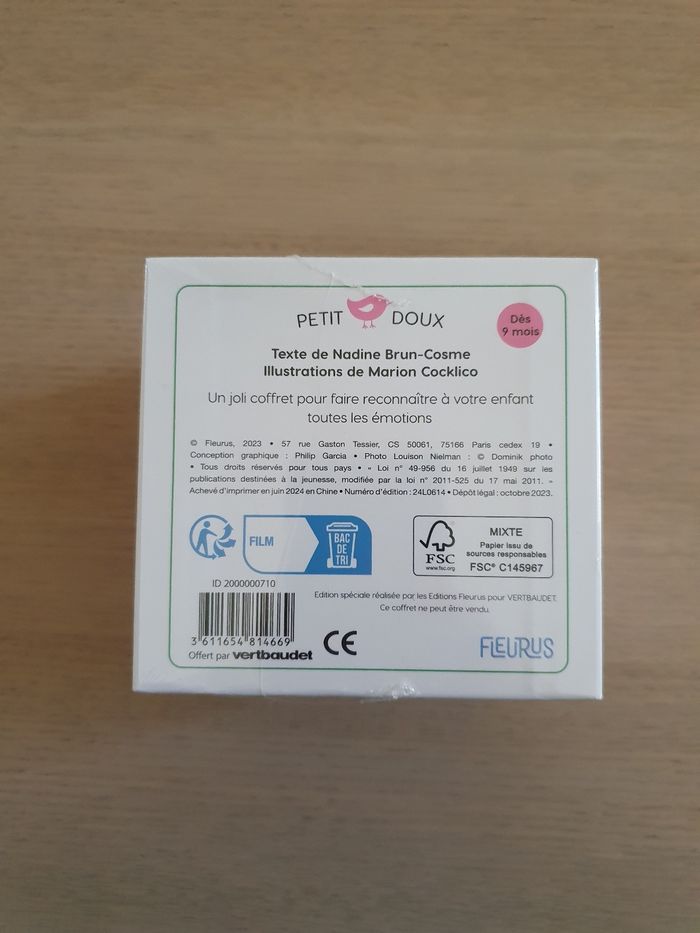 PETIT DOUX
Dès
9 mois
Texte de Nadine Brun-Cosme
Illustrations de Marion Cocklico
Un joli coffret pour faire reconnaître à votre enfant
toutes les émotions
© Fleurus, 2023 • 57 rue Gaston Tessier, CS 50061, 75166 Paris cedex 19 •
Conception graphique : Philip Garcia • Photo Louison Nielman : © Dominik photo
• Tous droits réservés pour tous pays • « Loi n° 49-956 du 16 juillet 1949 sur les
publications destinées à la jeunesse, modifiée par la loi n° 2011-525 du 17 mai 2011. »
Achevé d'imprimer en juin 2024 en Chine • Numéro d'édition : 24L0614 • Dépôt légal : octobre 2023.
FILM
BAC
DE
TRI
FSC
www.fsc.org
MIXTE
Papier issu de
sources responsables
FSC® C145967
ID 2000000710
3 611654 814669
Offert par vertbaudet
CE
Edition spéciale réalisée par les Editions Fleurus pour VERTBAUDET.
Ce coffret ne peut être vendu.
FLEURUS